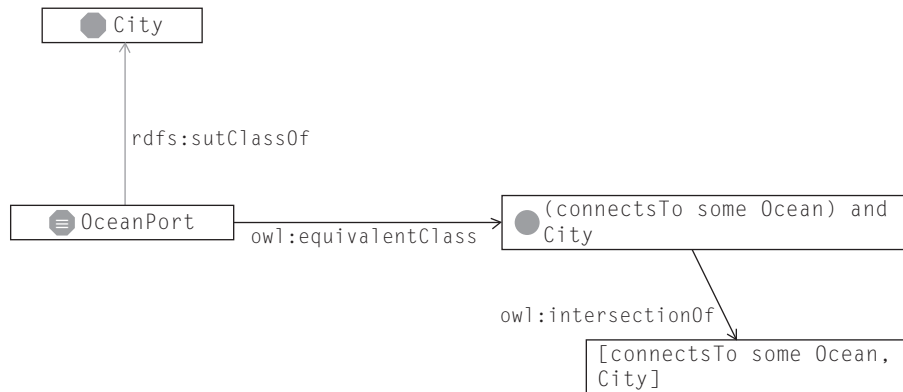 City
rdfs:sutClassOf
OceanPort
owl:equivalentClass
(connectsTo some Ocean) and
City
owl:intersectionOf
[connectsTo some Ocean,
City]